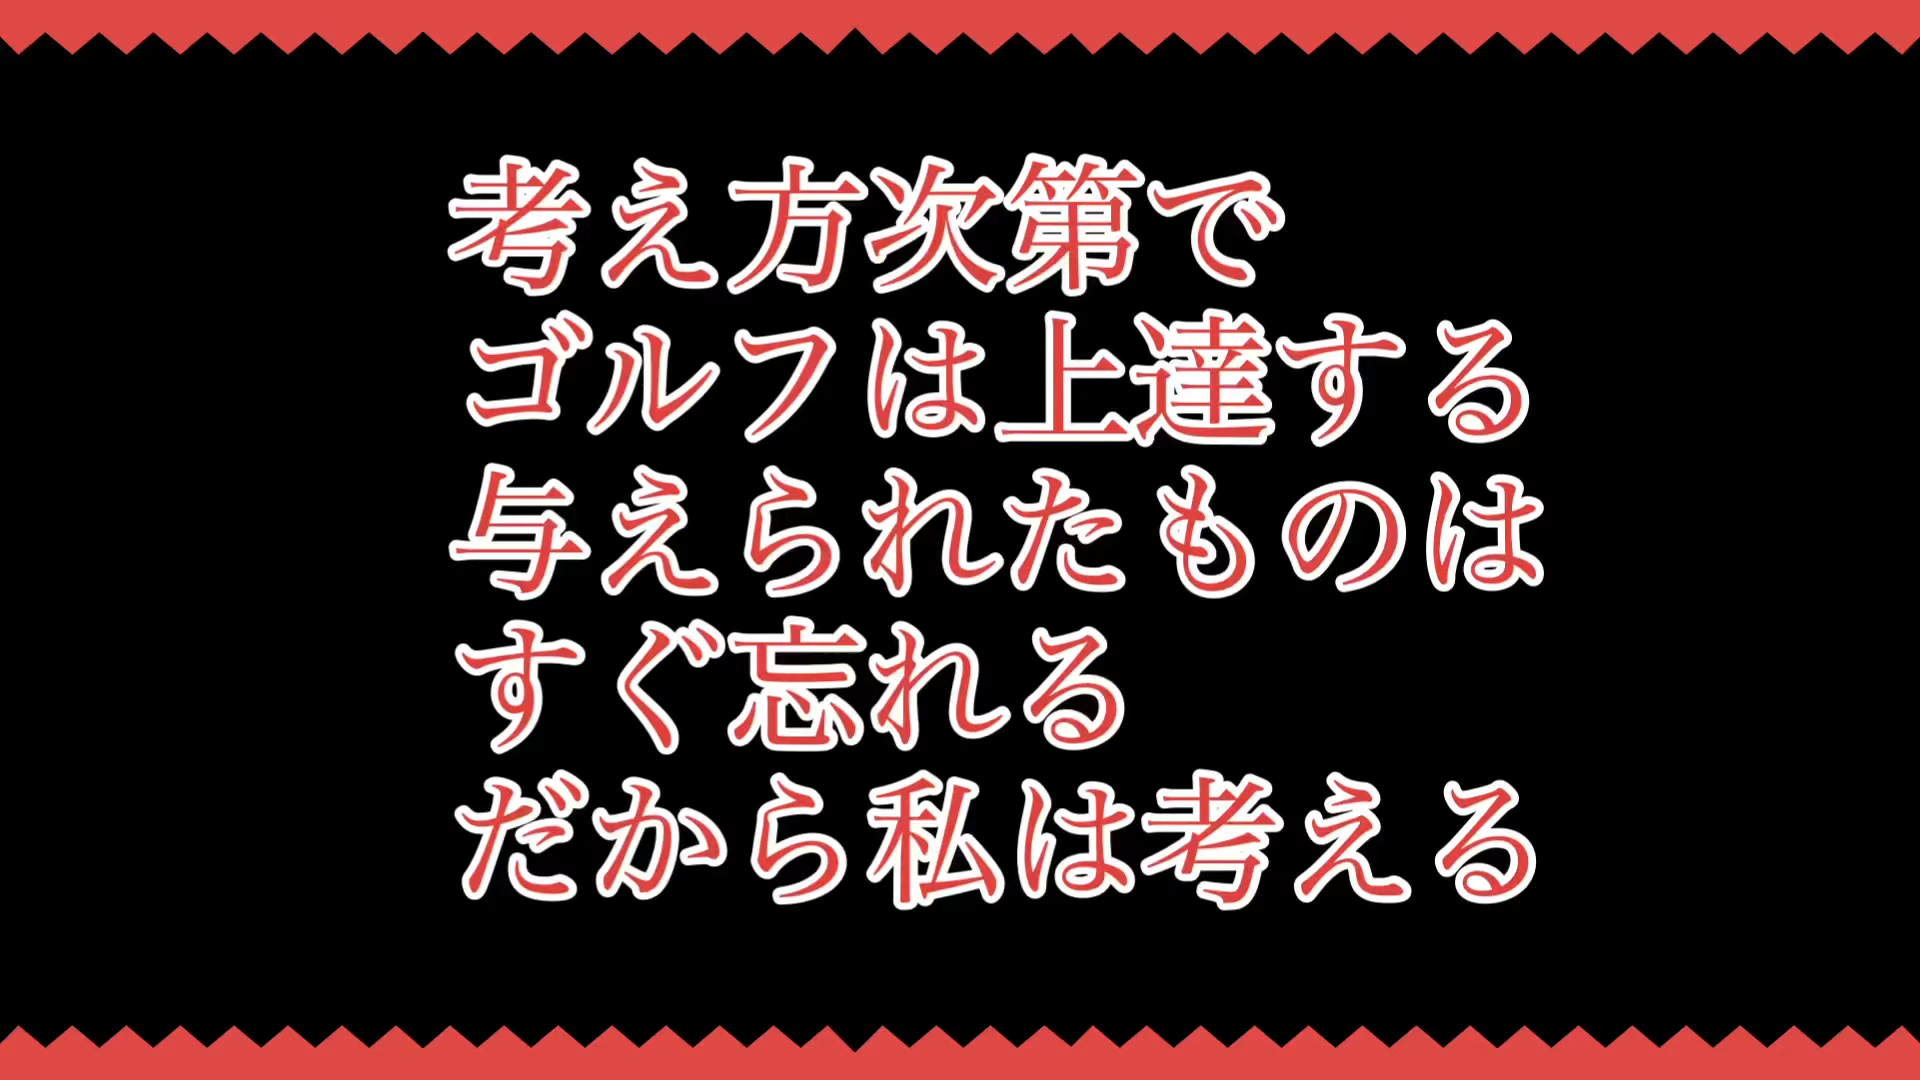 考え方次第で
ゴルフは上達する
与えられたものは
すぐ忘れる
だから私は考える